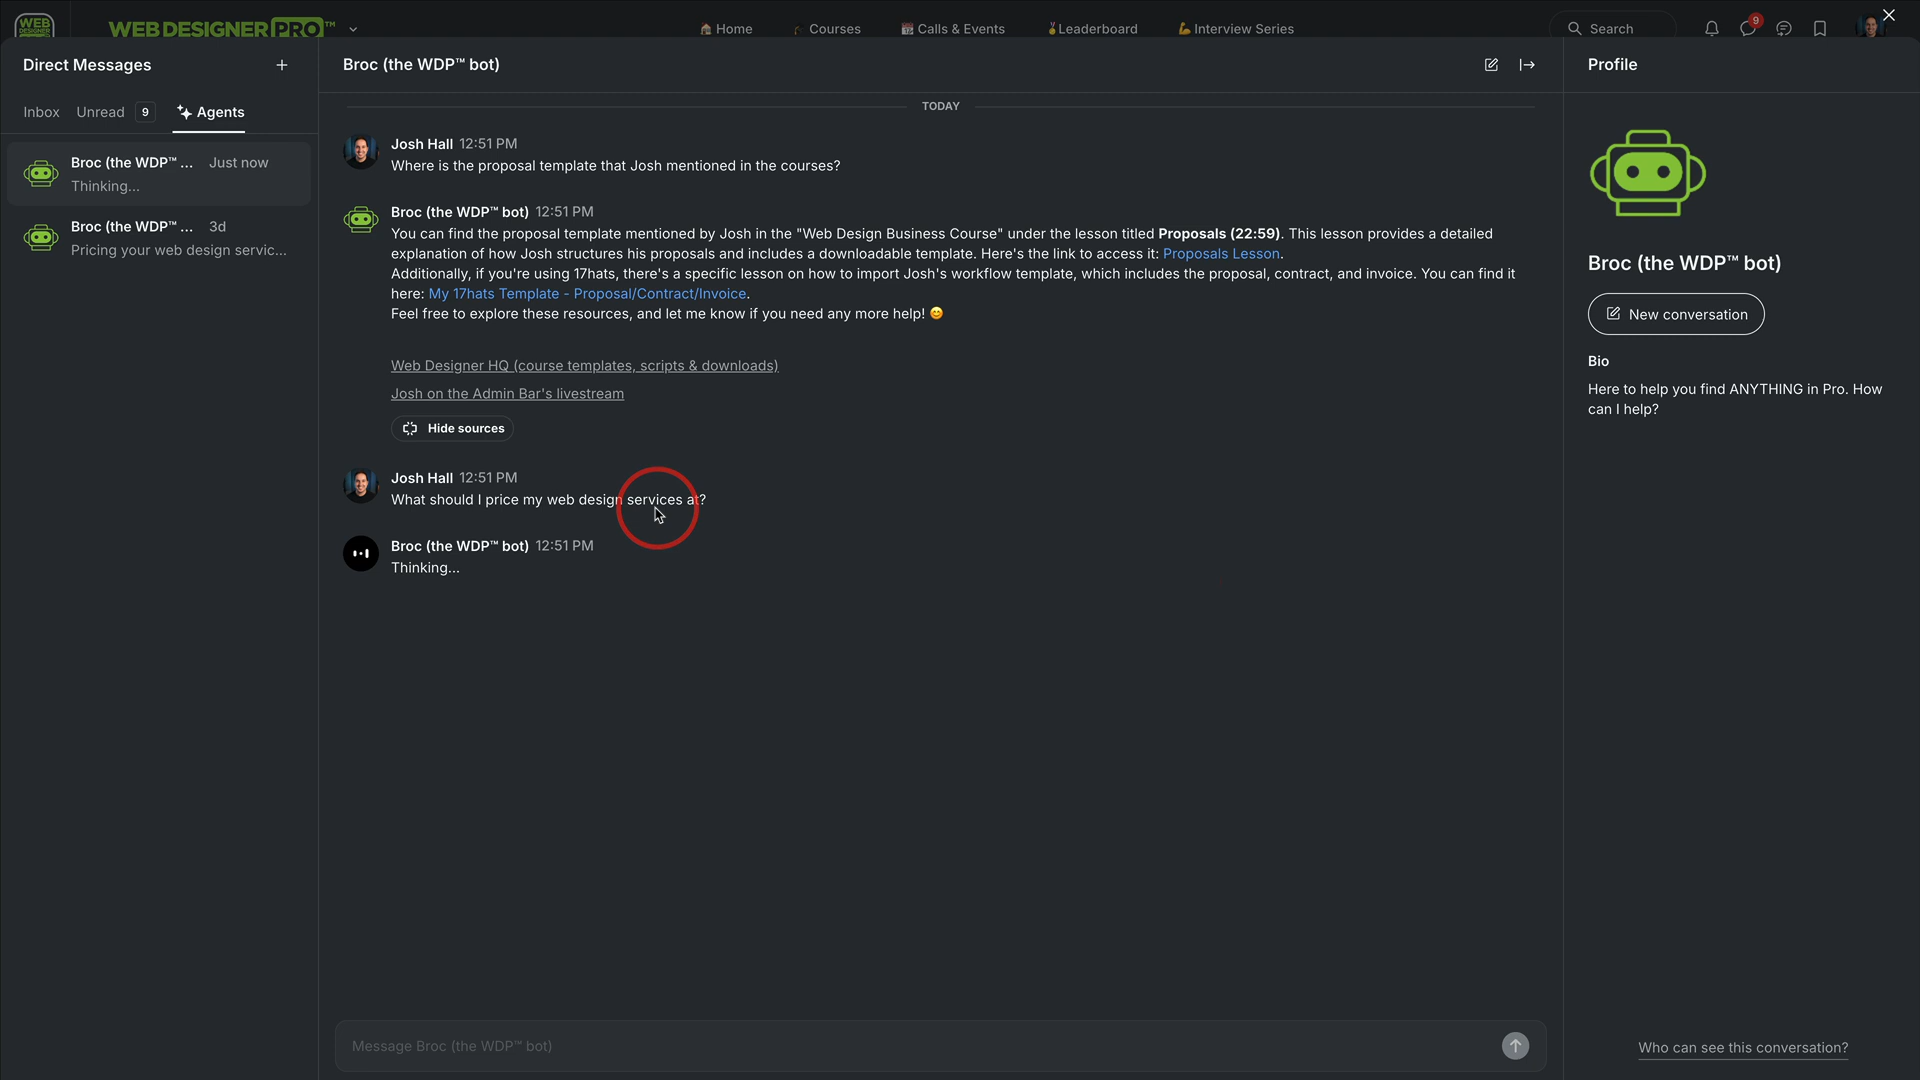 WEB DESIGNER
WEB DESIGNER PRO™
Home
Courses
Calls & Events
Leaderboard
Interview Series
Search
9
Direct Messages
Inbox
Unread 9
Agents
Broc (the WDP™ ... Just now
Thinking...
Broc (the WDP™ ... 3d
Pricing your web design servic...
Broc (the WDP™ bot)
TODAY
Josh Hall 12:51 PM
Where is the proposal template that Josh mentioned in the courses?
Broc (the WDP™ bot) 12:51 PM
You can find the proposal template mentioned by Josh in the "Web Design Business Course" under the lesson titled Proposals (22:59). This lesson provides a detailed
explanation of how Josh structures his proposals and includes a downloadable template. Here's the link to access it: Proposals Lesson.
Additionally, if you're using 17hats, there's a specific lesson on how to import Josh's workflow template, which includes the proposal, contract, and invoice. You can find it
here: My 17hats Template - Proposal/Contract/Invoice.
Feel free to explore these resources, and let me know if you need any more help! 😊
Web Designer HQ (course templates, scripts & downloads)
Josh on the Admin Bar's livestream
Hide sources
Josh Hall 12:51 PM
What should I price my web design services at?
Broc (the WDP™ bot) 12:51 PM
Thinking...
Message Broc (the WDP™ bot)
Profile
Broc (the WDP™ bot)
New conversation
Bio
Here to help you find ANYTHING in Pro. How
can I help?
Who can see this conversation?